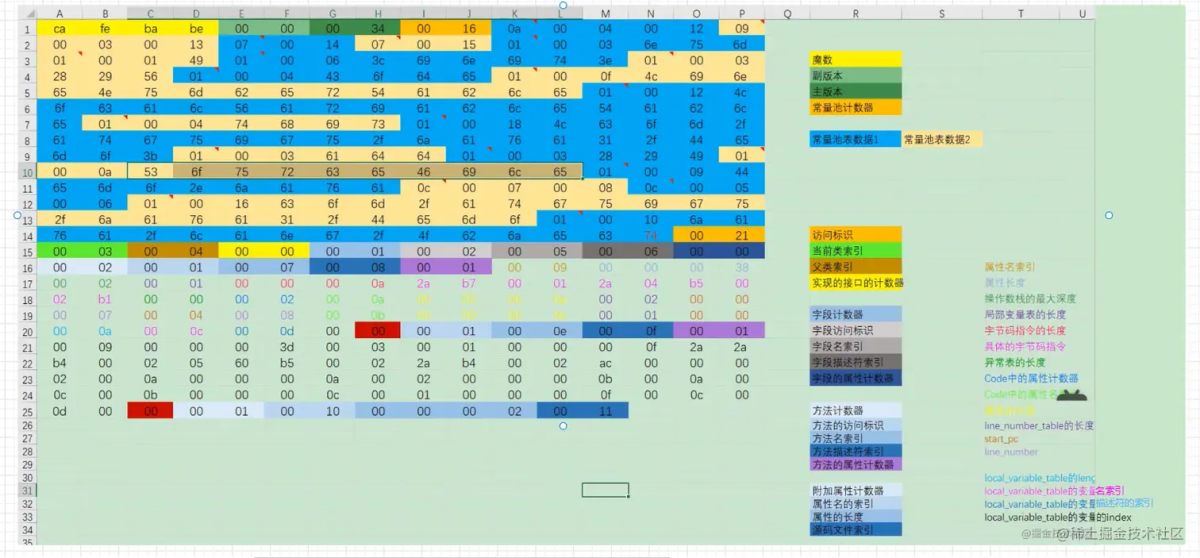 A B C D E F G H I J K L M N O P Q R S T U
1 ca fe ba be 00 00 00 34 00 16 0a 00 04 00 12 09
2 00 03 00 13 07 00 14 07 00 15 01 00 03 6e 75 6d
3 01 00 01 49 01 00 06 3c 69 6e 69 74 3e 01 00 03 魔数
4 28 29 56 01 00 04 43 6f 64 65 01 00 0f 4c 69 6e 副版本
5 65 4e 75 6d 62 65 72 54 61 62 6c 65 01 00 12 4c 主版本
6 6f 63 61 6c 56 61 72 69 61 62 6c 65 54 61 62 6c 常量池计数器
7 65 01 00 04 74 68 69 73 01 00 18 4c 63 6f 6d 2f
8 61 74 67 75 69 67 75 2f 6a 61 76 61 31 2f 44 65 常量池表数据1 常量池表数据2
9 6d 6f 3b 01 00 03 61 64 64 01 00 03 28 29 49 01
10 00 0a 53 6f 75 72 63 65 46 69 6c 65 01 00 09 44
11 65 6d 6f 2e 6a 61 76 61 0c 00 07 00 08 0c 00 05
12 00 06 01 00 16 63 6f 6d 2f 61 74 67 75 69 67 75
13 2f 6a 61 76 61 31 2f 44 65 6d 6f 01 00 10 6a 61
14 76 61 2f 6c 61 6e 67 2f 4f 62 6a 65 63 74 00 21 访问标识
15 00 03 00 04 00 00 00 01 00 02 00 05 00 06 00 00 当前类索引
16 00 02 00 01 00 07 00 08 00 01 00 09 00 00 00 38 父类索引 属性名索引
17 00 02 00 01 00 00 00 0a 2a b7 00 01 2a 04 b5 00 实现的接口的计数器 属性长度
18 02 b1 00 00 00 02 00 0a 00 02 00 00 操作数栈的最大深度
19 00 07 00 04 00 08 00 0b 00 01 00 00 字段计数器 局部变量表的长度
20 00 0a 00 0c 00 0d 00 00 00 01 00 0e 00 0f 00 01 字段访问标识 字节码指令的长度
21 00 09 00 00 00 3d 00 03 00 01 00 00 00 0f 2a 2a 字段名索引 具体的字节码指令
22 b4 00 02 05 60 b5 00 02 2a b4 00 02 ac 00 00 00 字段描述符索引 异常表的长度
23 02 00 0a 00 00 00 0a 00 02 00 00 00 0b 00 0a 00 字段的属性计数器 Code中的属性计数器
24 0c 00 0b 00 00 00 0c 00 01 00 00 00 0f 00 0c 00 Code中的属性名
25 0d 00 00 00 01 00 10 00 00 00 02 00 11 方法计数器
26 方法的访问标识 line_number_table的长度
27 方法名索引 start_pc
28 方法描述符索引 line_number
29 方法的属性计数器
30 local_variable_table的leng
31 附加属性计数器 local_variable_table的变量名索引
32 属性名的索引 local_variable_table的变量描述符的索引
33 属性的长度 local_variable_table的变量的index
34 源码文件索引
35
@稀土掘金技术社区